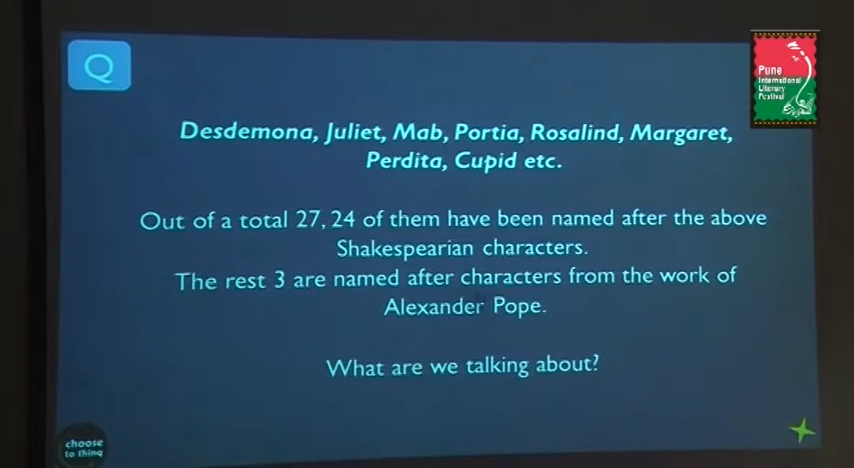 Q
Pune
International
Literary
Festival
Desdemona, Juliet, Mab, Portia, Rosalind, Margaret,
Perdita, Cupid etc.
Out of a total 27, 24 of them have been named after the above
Shakespearian characters.
The rest 3 are named after characters from the work of
Alexander Pope.
What are we talking about?
choose
to thinq